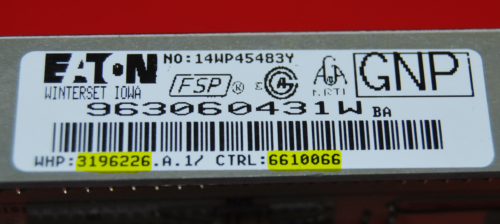 EATON
NO:14WP45483Y
WINTERSET IOWA
FSP ®
GNP
963060431W BA
WHP:3196226.A.1/ CTRL:6610066